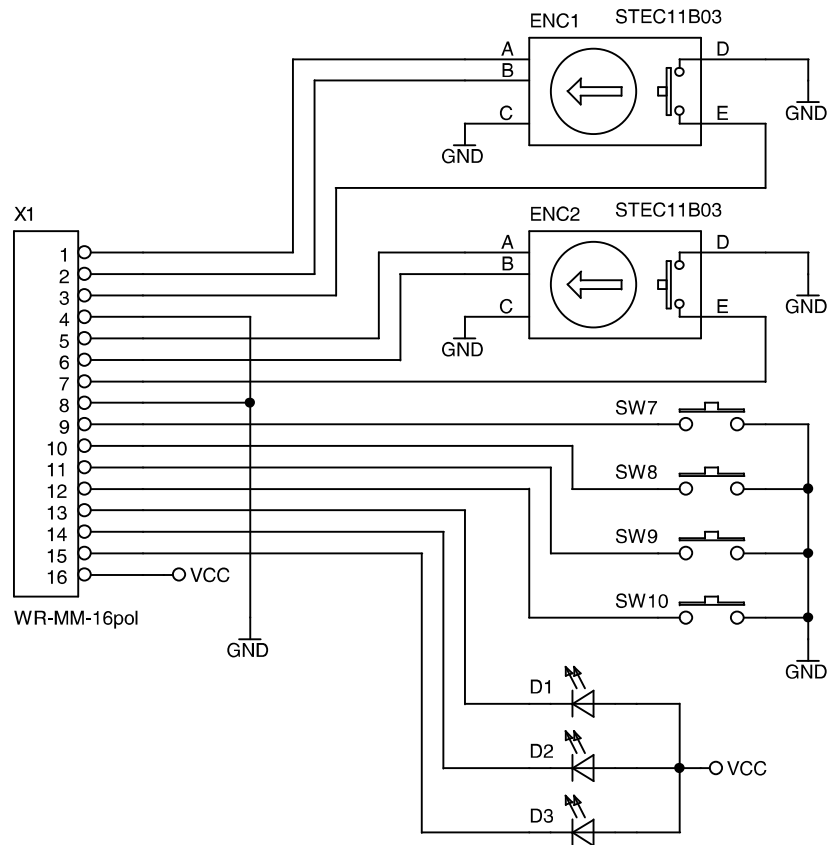 ENC1 STEC11B03
A
B
C
D
E
GND
GND
X1
1
2
3
4
5
6
7
8
9
10
11
12
13
14
15
16
VCC
WR-MM-16pol
GND
ENC2 STEC11B03
A
B
C
D
E
GND
GND
SW7
SW8
SW9
SW10
GND
D1
D2
D3
VCC